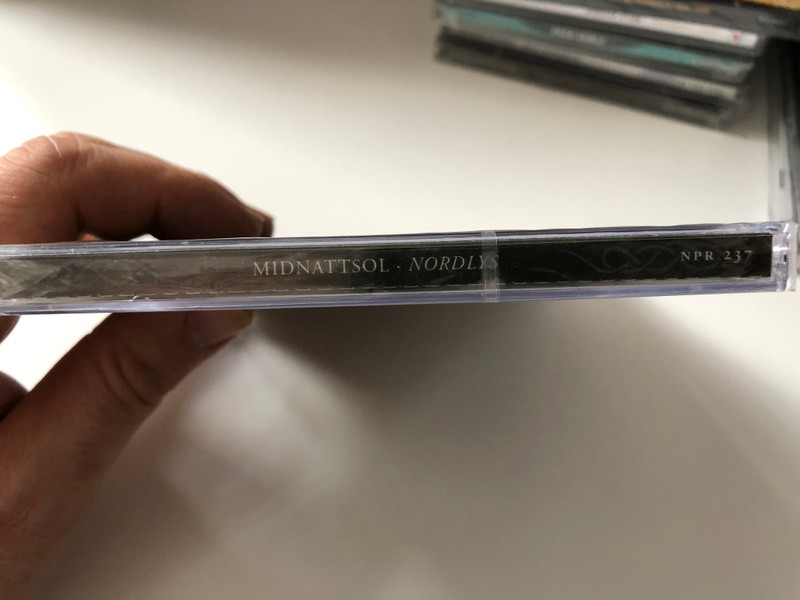 MIDNATTSOL · NORDLYS NPR 237